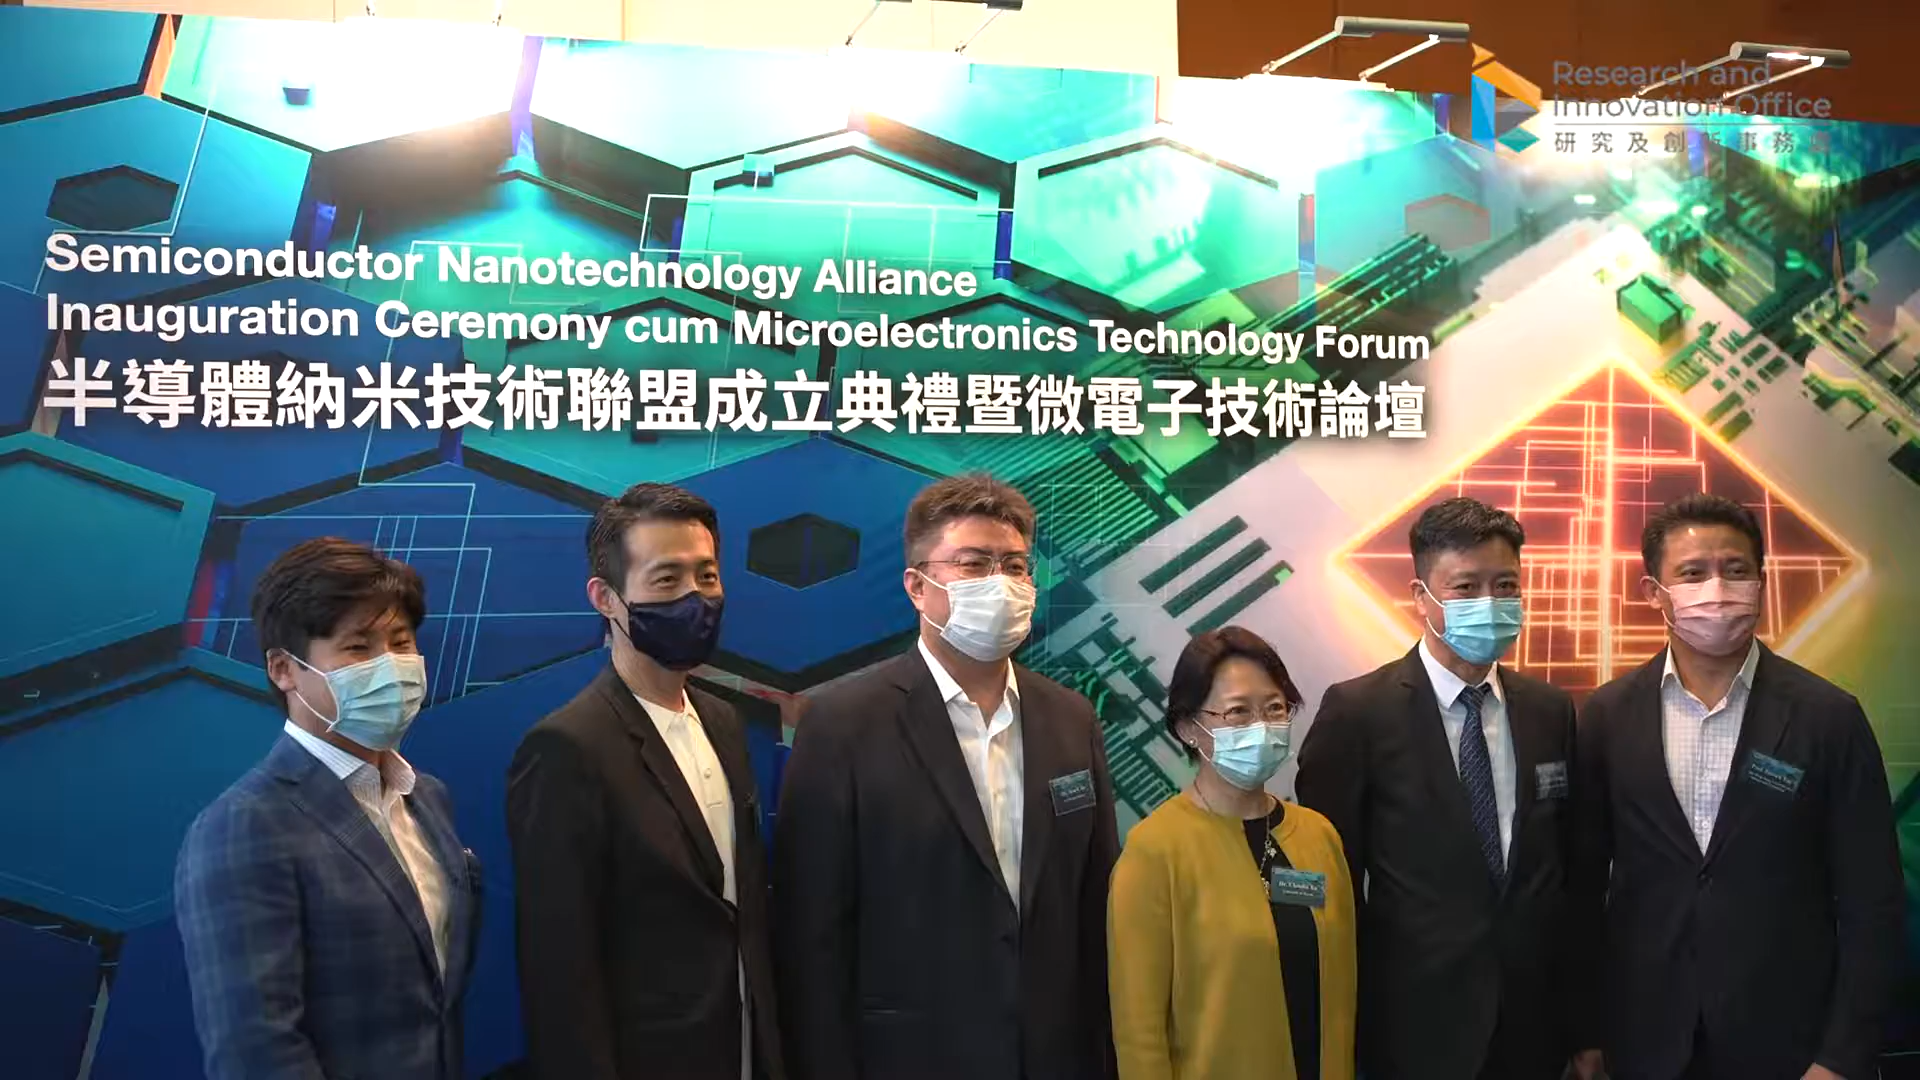 Research and
Innovation Office
研究及創新事務處
Semiconductor Nanotechnology Alliance
Inauguration Ceremony cum Microelectronics Technology Forum
半導體納米技術聯盟成立典禮暨微電子技術論壇